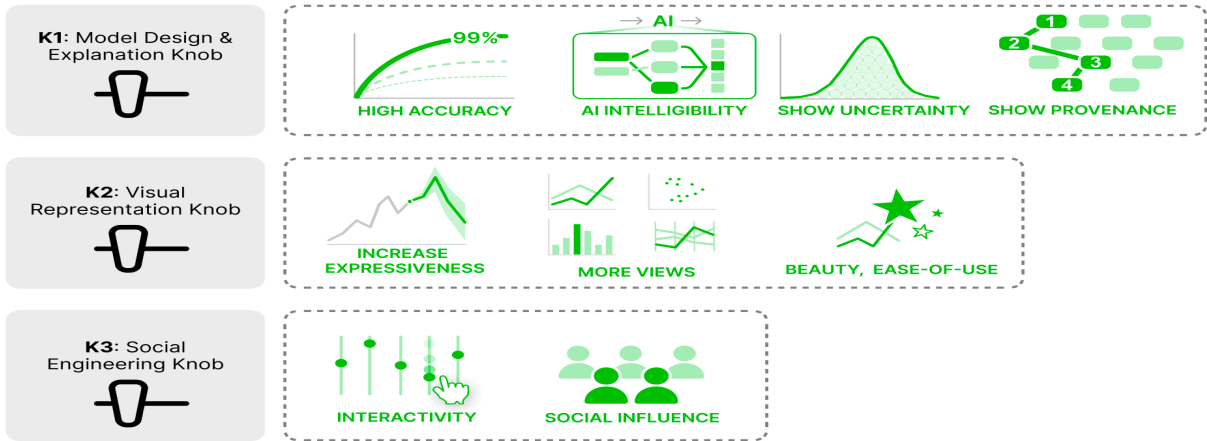 K1: Model Design &
Explanation Knob
99%
HIGH ACCURACY
AI
AI INTELLIGIBILITY
SHOW UNCERTAINTY
1
2
3
4
SHOW PROVENANCE
K2: Visual
Representation Knob
INCREASE
EXPRESSIVENESS
MORE VIEWS
BEAUTY, EASE-OF-USE
K3: Social
Engineering Knob
INTERACTIVITY
SOCIAL INFLUENCE